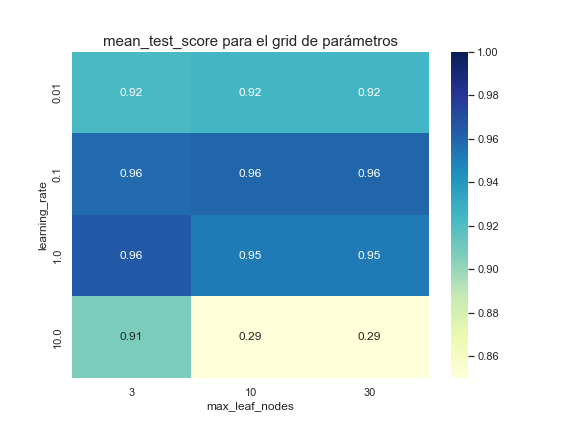 mean_test_score para el grid de parámetros
learning_rate
0.01 0.92 0.92 0.92
0.1 0.96 0.96 0.96
1.0 0.96 0.95 0.95
10.0 0.91 0.29 0.29
3 10 30
max_leaf_nodes
1.00
0.98
0.96
0.94
0.92
0.90
0.88
0.86